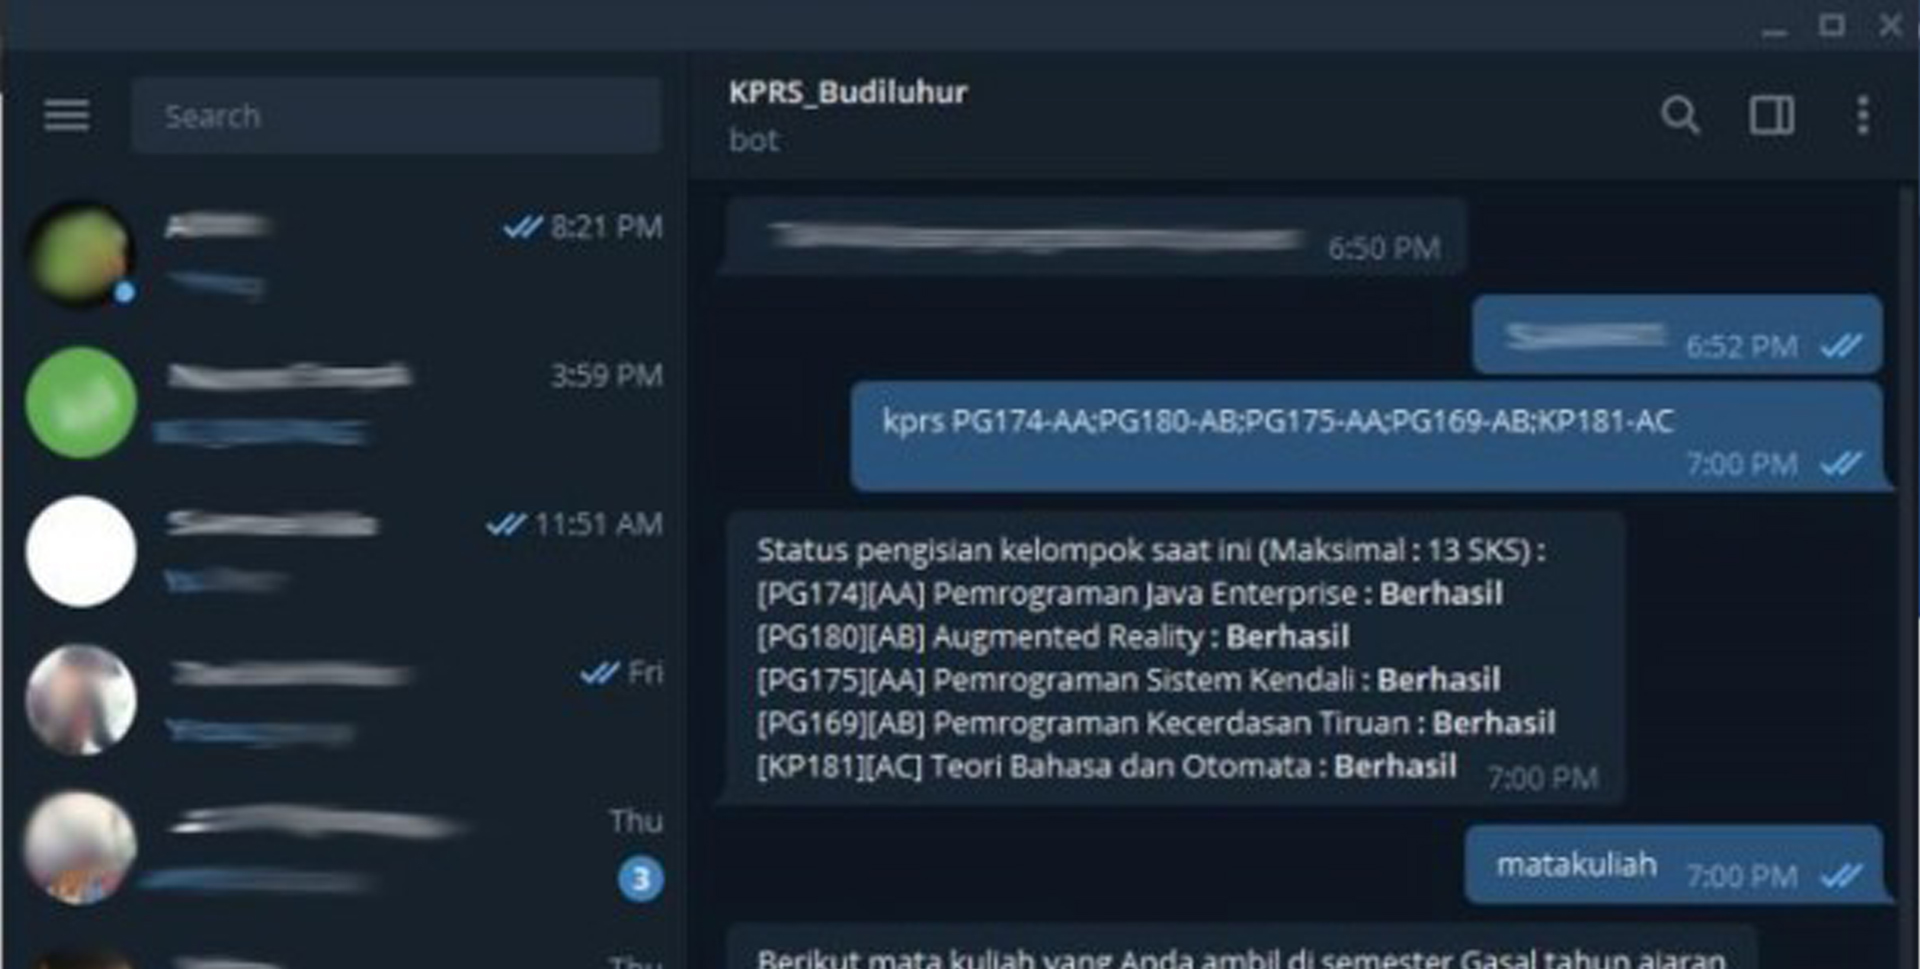 Search
KPRS_Budiluhur
bot
8:21 PM
3:59 PM
11:51 AM
Fri
Thu
3
Thu
6:50 PM
6:52 PM
kprs PG174-AA;PG180-AB;PG175-AA;PG169-AB;KP181-AC
7:00 PM
Status pengisian kelompok saat ini (Maksimal : 13 SKS) :
[PG174][AA] Pemrograman Java Enterprise : Berhasil
[PG180][AB] Augmented Reality : Berhasil
[PG175][AA] Pemrograman Sistem Kendali : Berhasil
[PG169][AB] Pemrograman Kecerdasan Tiruan : Berhasil
[KP181][AC] Teori Bahasa dan Otomata : Berhasil 7:00 PM
matakuliah 7:00 PM
Berikut mata kuliah yang Anda ambil di semester Gasal tahun ajaran